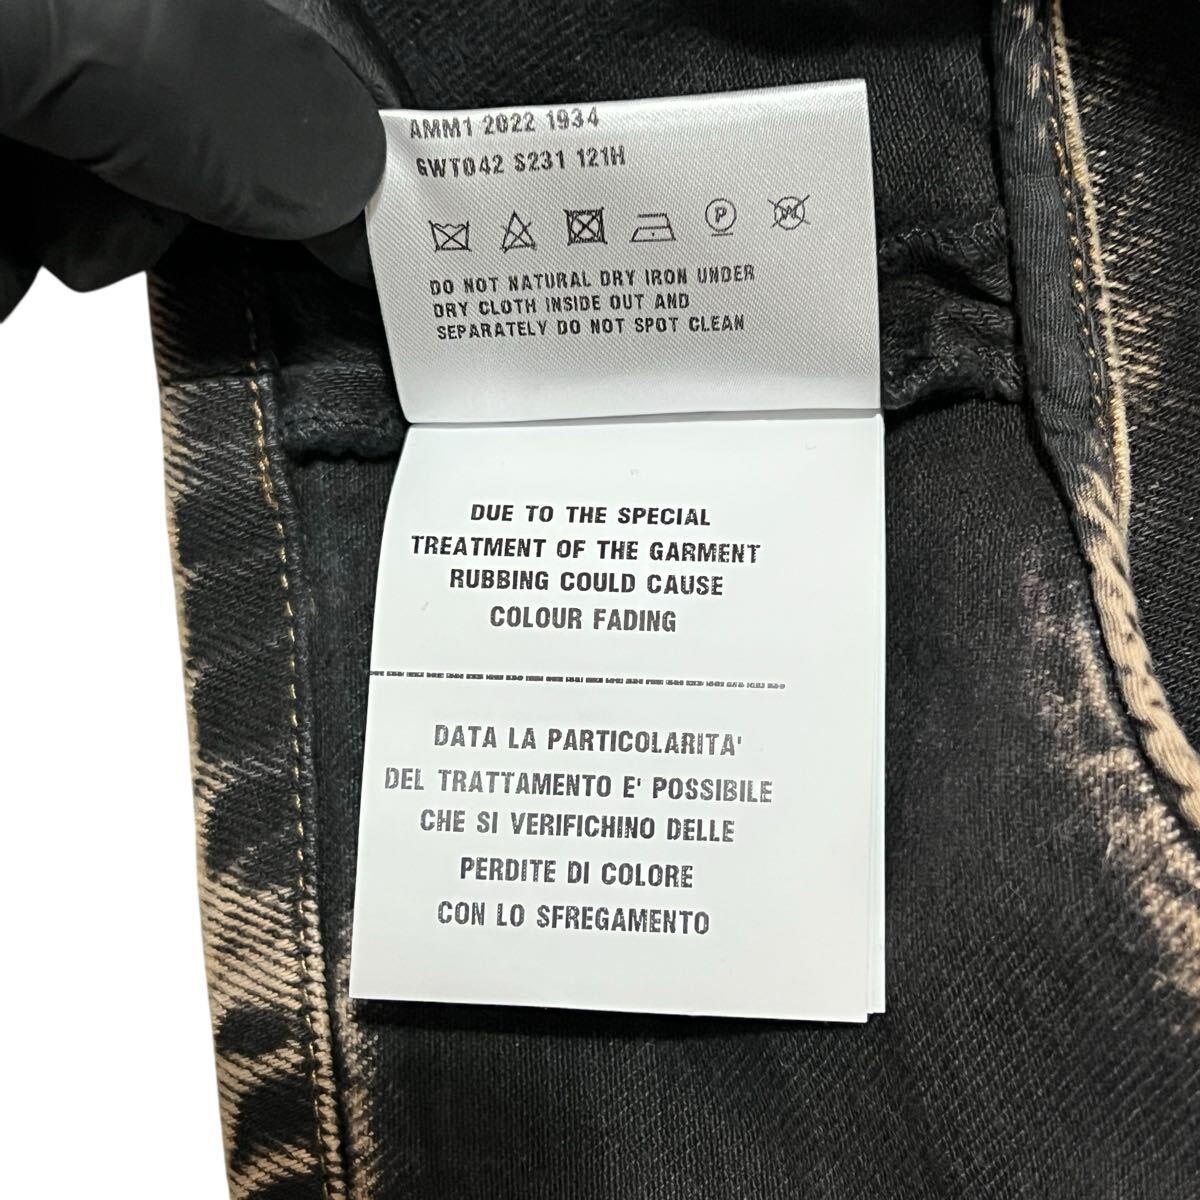 AMM1 2022 1934
GWT042 S231 121H
P W
DO NOT NATURAL DRY IRON UNDER
DRY CLOTH INSIDE OUT AND
SEPARATELY DO NOT SPOT CLEAN
DUE TO THE SPECIAL
TREATMENT OF THE GARMENT
RUBBING COULD CAUSE
COLOUR FADING
DATA LA PARTICOLARITA'
DEL TRATTAMENTO E' POSSIBILE
CHE SI VERIFICHINO DELLE
PERDITE DI COLORE
CON LO SFREGAMENTO